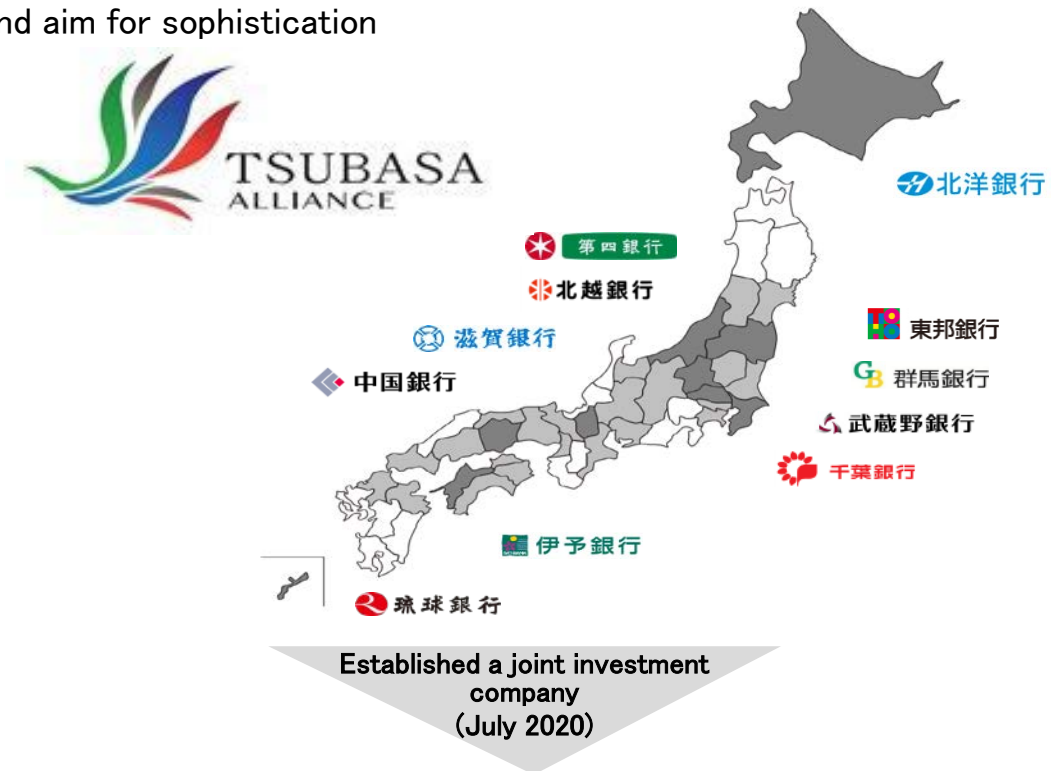 nd aim for sophistication
TSUBASA
ALLIANCE
北洋銀行
第四銀行
北越銀行
滋賀銀行
中国銀行
TOHO
東邦銀行
GB
群馬銀行
武蔵野銀行
千葉銀行
伊予銀行
琉球銀行
Established a joint investment
company
(July 2020)